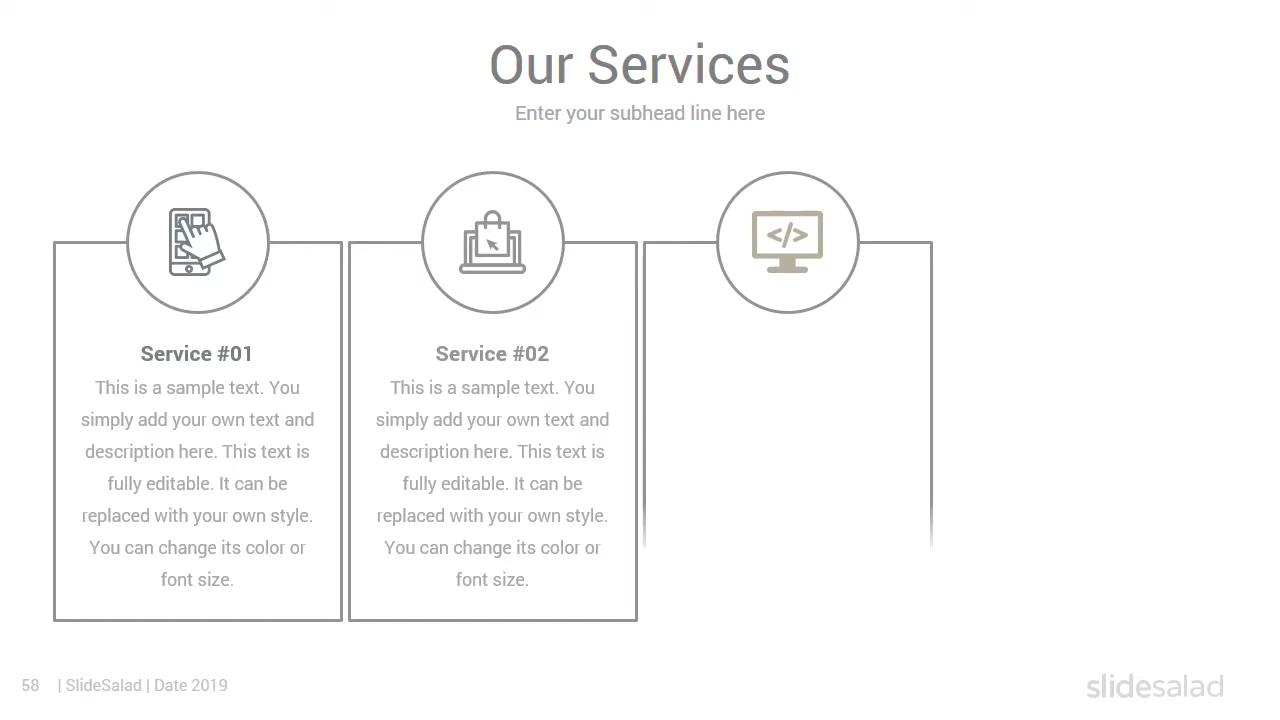 Our Services
Enter your subhead line here
</>
Service #01
This is a sample text. You
simply add your own text and
description here. This text is
fully editable. It can be
replaced with your own style.
You can change its color or
font size.
Service #02
This is a sample text. You
simply add your own text and
description here. This text is
fully editable. It can be
replaced with your own style.
You can change its color or
font size.
58 | SlideSalad | Date 2019
slidesalad